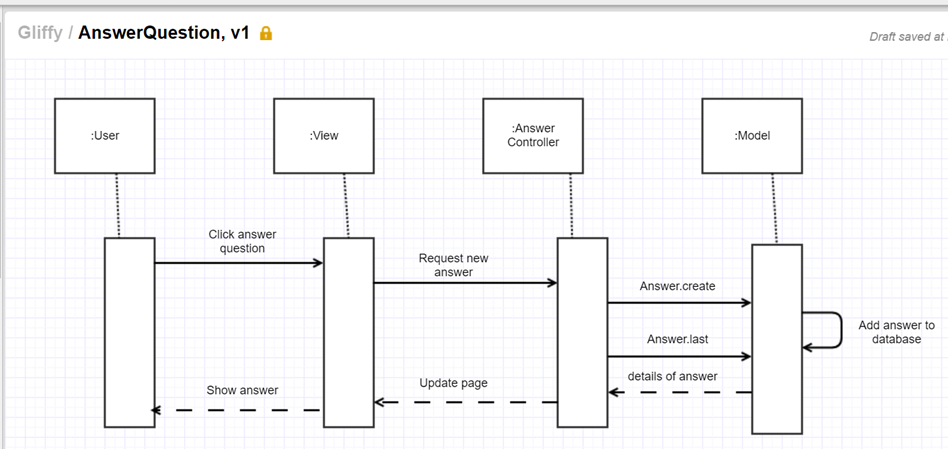 Gliffy / AnswerQuestion, v1
Draft saved at
:User
:View
:Answer
Controller
:Model
Click answer
question
Request new
answer
Answer.create
Add answer to
database
Answer.last
details of answer
Update page
Show answer